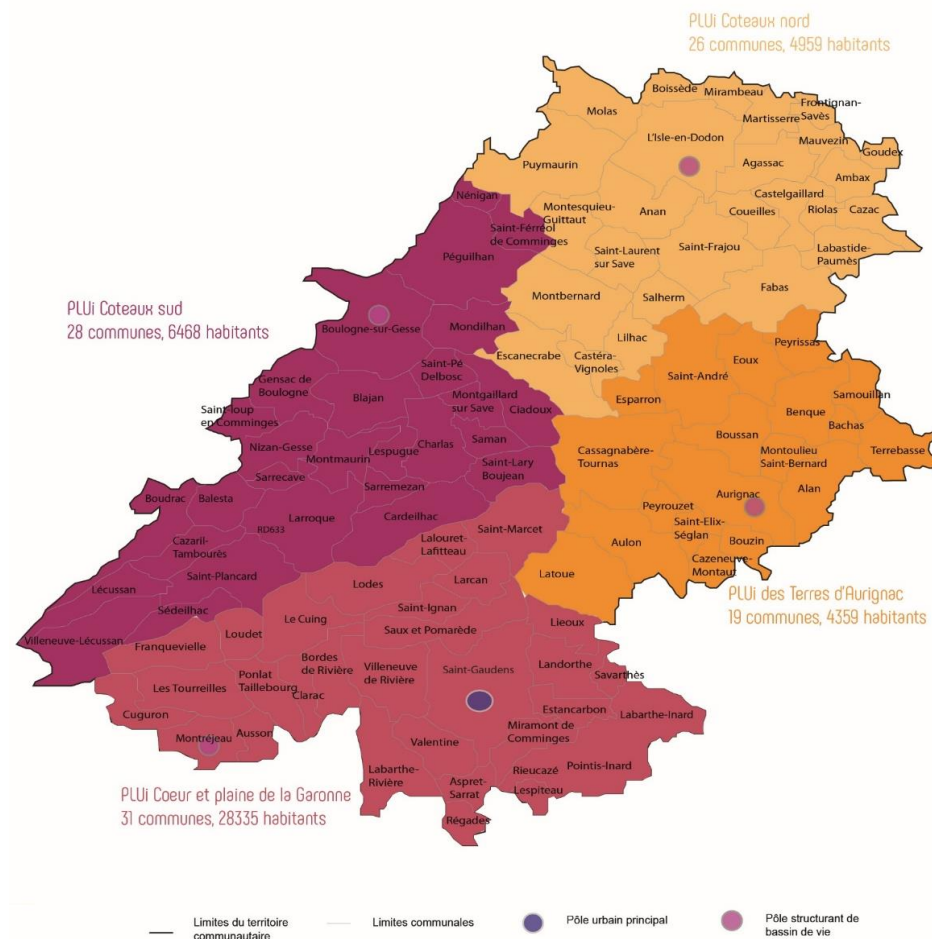 PLUi Coteaux nord
26 communes, 4959 habitants
Boissède
Mirambeau
Molas
Frontignan-
Savès
Martisserre
L'Isle-en-Dodon
Mauvezin
Goudex
Puymaurin
Agassac
Ambax
Nénigan
Castelgaillard
Montesquieu-
Guittaut
Anan
Coueilles
Riolas
Cazac
Saint-Férréol
de Comminges
Péguilhan
Saint-Laurent
sur Save
Saint-Frajou
Labastide-
Paumès
Fabas
Montbernard
Salherm
PLUi Coteaux sud
28 communes, 6468 habitants
Boulogne-sur-Gesse
Mondilhan
Lilhac
Peyrissas
Escanecrabe
Castéra-
Vignoles
Eoux
Saint-Pé
Delbosc
Saint-André
Gensac de
Boulogne
Blajan
Montgaillard
sur Save
Ciadoux
Esparron
Samouillan
Saint-loup
en Comminges
Benque
Bachas
Boussan
Nizan-Gesse
Lespugue
Charlas
Saman
Cassagnabère-
Tournas
Montoulieu
Saint-Bernard
Terrebasse
Montmaurin
Saint-Lary
Boujean
Sarrecave
Sarremezan
Alan
Boudrac
Balesta
Aurignac
Peyrouzet
Larroque
Cardeilhac
RD633
Saint-Marcet
Saint-Elix-
Séglan
Lalouret-
Lafitteau
Bouzin
Aulon
Cazaril-
Tambourès
Cazeneuve-
Montaut
Saint-Plancard
Larcan
Latoue
Lodes
Lécussan
PLUi des Terres d'Aurignac
19 communes, 4359 habitants
Saint-Ignan
Sédeilhac
Le Cuing
Lieoux
Saux et Pomarède
Loudet
Villeneuve-Lécussan
Franquevielle
Bordes
de Rivière
Villeneuve
de Rivière
Saint-Gaudens
Landorthe
Savarthès
Ponlat
Taillebourg
Les Tourreilles
Clarac
Estancarbon
Labarthe-Inard
Cuguron
Miramont de
Comminges
Montréjeau
Ausson
Valentine
Pointis-Inard
Labarthe-
Rivière
Rieucazé
Aspret-
Sarrat
Lespiteau
PLUi Coeur et plaine de la Garonne
31 communes, 28335 habitants
Régades
Limites du territoire
communautaire
Limites communales
Pôle urbain principal
Pôle structurant de
bassin de vie